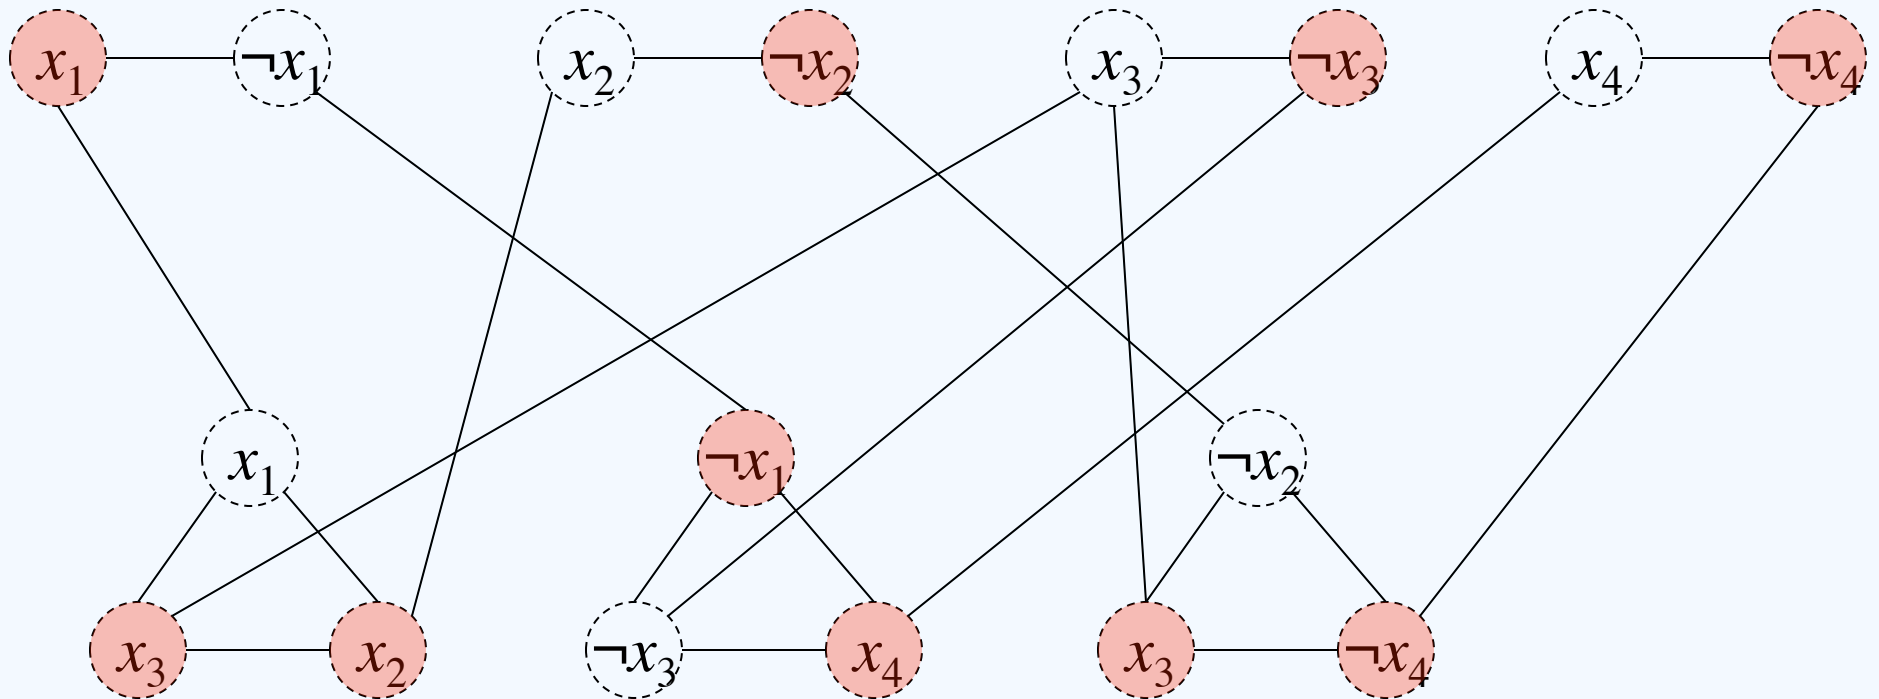 x₁ ¬x₁ x₂ ¬x₂ x₃ ¬x₃ x₄ ¬x₄
x₁ ¬x₁ ¬x₂
x₃ x₂ ¬x₃ x₄ x₃ ¬x₄